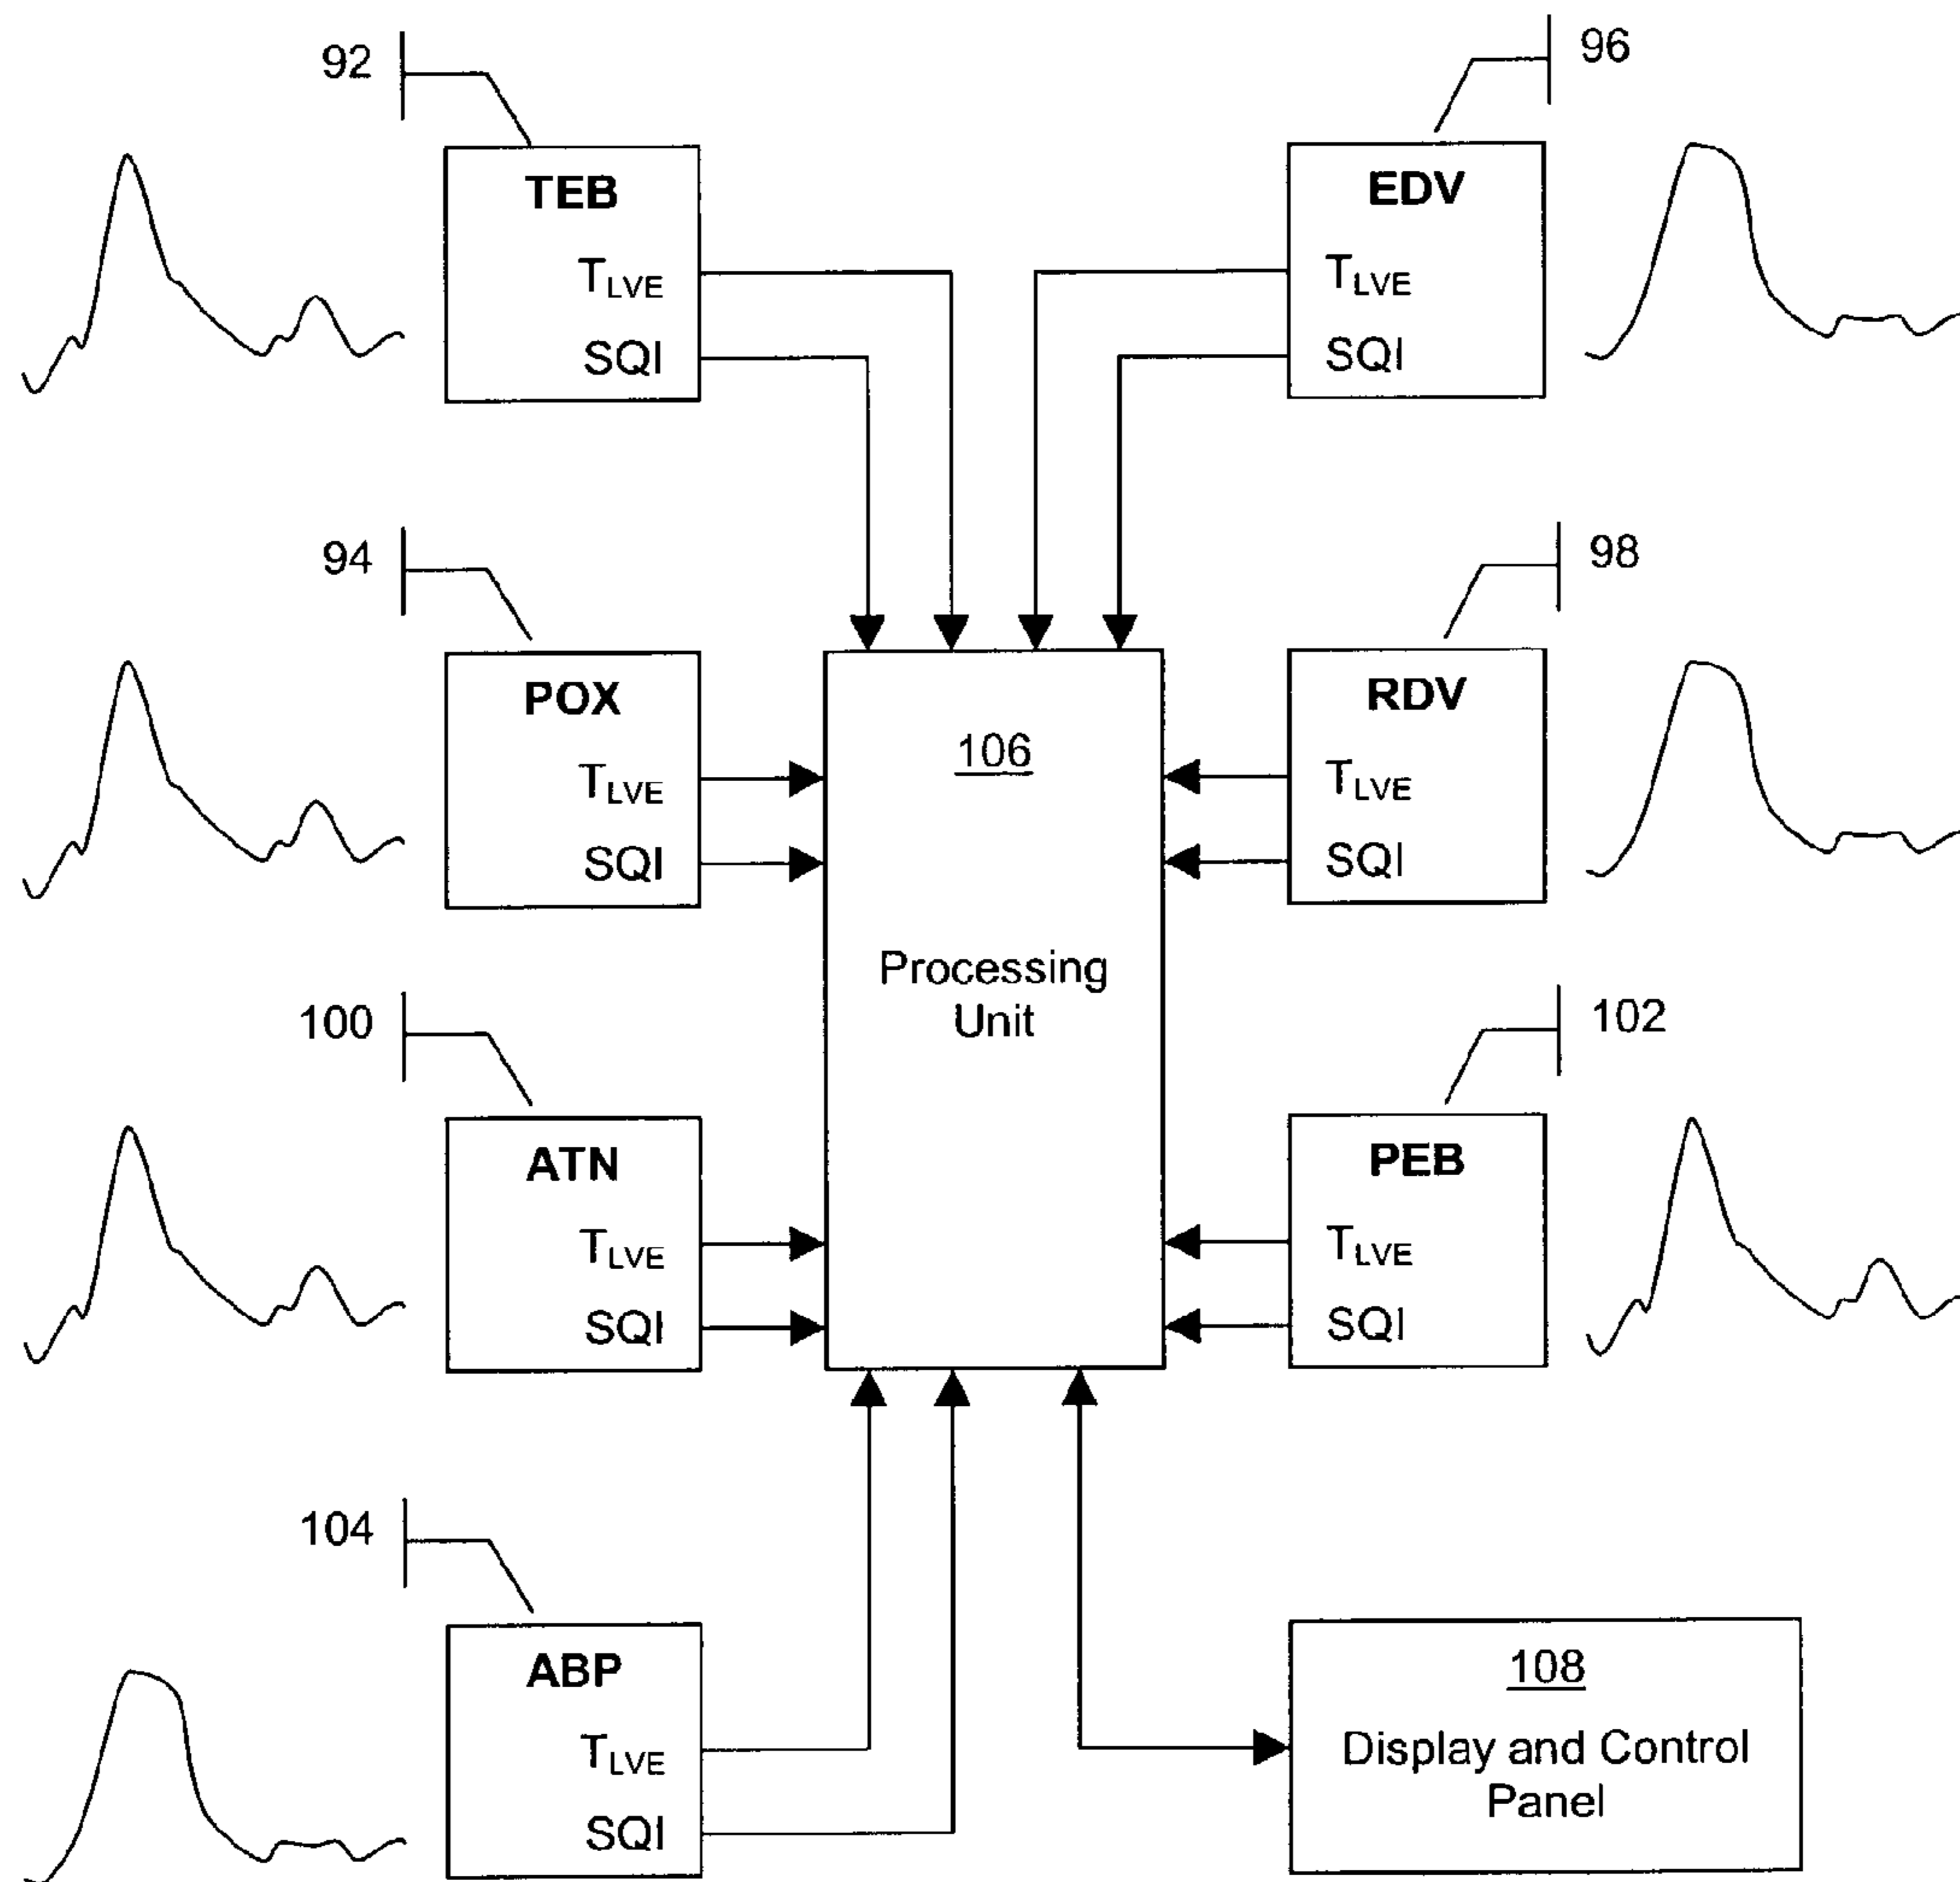 92
TEB
TLVE
SQI
96
EDV
TLVE
SQI
94
POX
TLVE
SQI
98
RDV
TLVE
SQI
106
Processing
Unit
100
ATN
TLVE
SQI
102
PEB
TLVE
SQI
104
ABP
TLVE
SQI
108
Display and Control
Panel